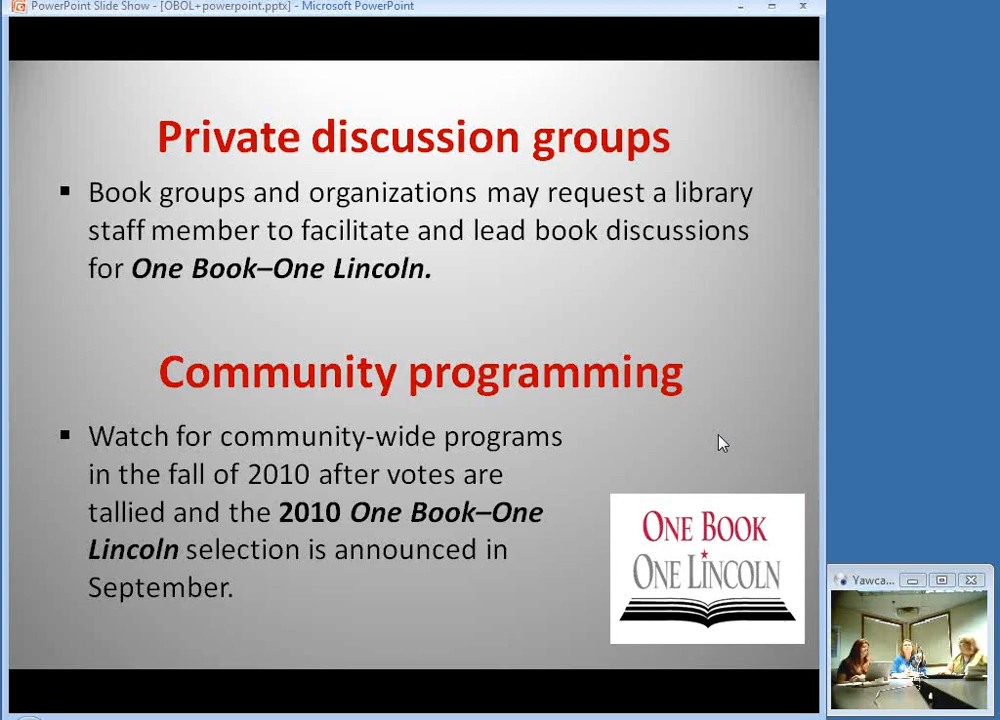 PowerPoint Slide Show - [OBOL+powerpoint.pptx] - Microsoft PowerPoint
Private discussion groups
▪ Book groups and organizations may request a library
staff member to facilitate and lead book discussions
for One Book–One Lincoln.
Community programming
▪ Watch for community-wide programs
in the fall of 2010 after votes are
tallied and the 2010 One Book–One
Lincoln selection is announced in
September.
ONE BOOK
ONE LINCOLN
Yawca...